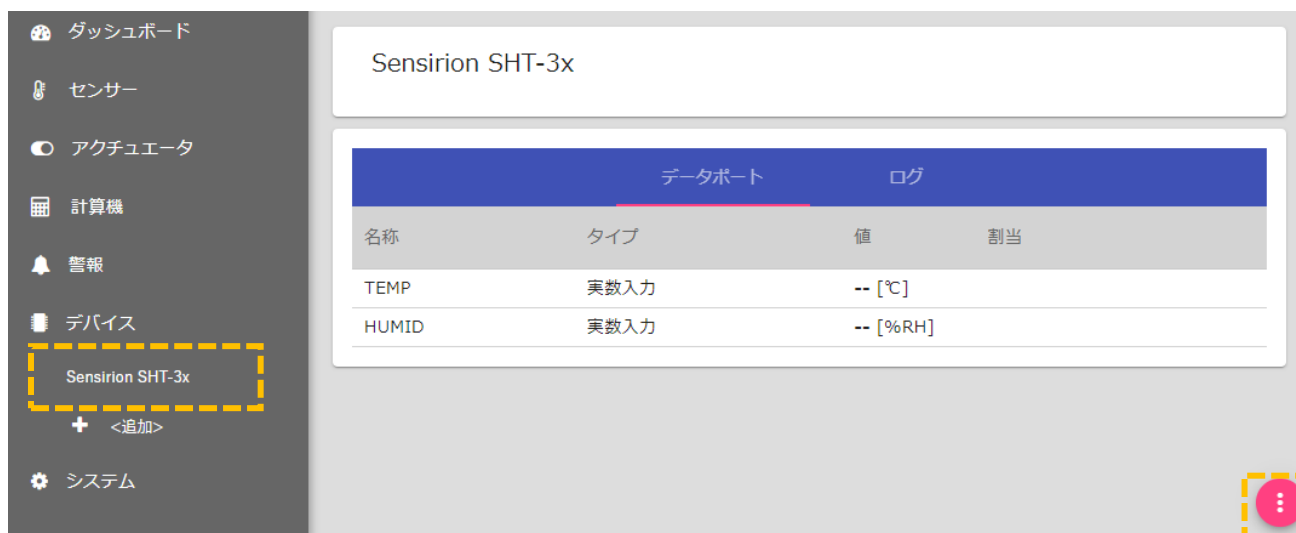 ダッシュボード
センサー
アクチュエータ
計算機
警報
デバイス
Sensirion SHT-3x
<追加>
システム
Sensirion SHT-3x
データポート ログ
名称 タイプ 値 割当
TEMP 実数入力 -- [℃]
HUMID 実数入力 -- [%RH]